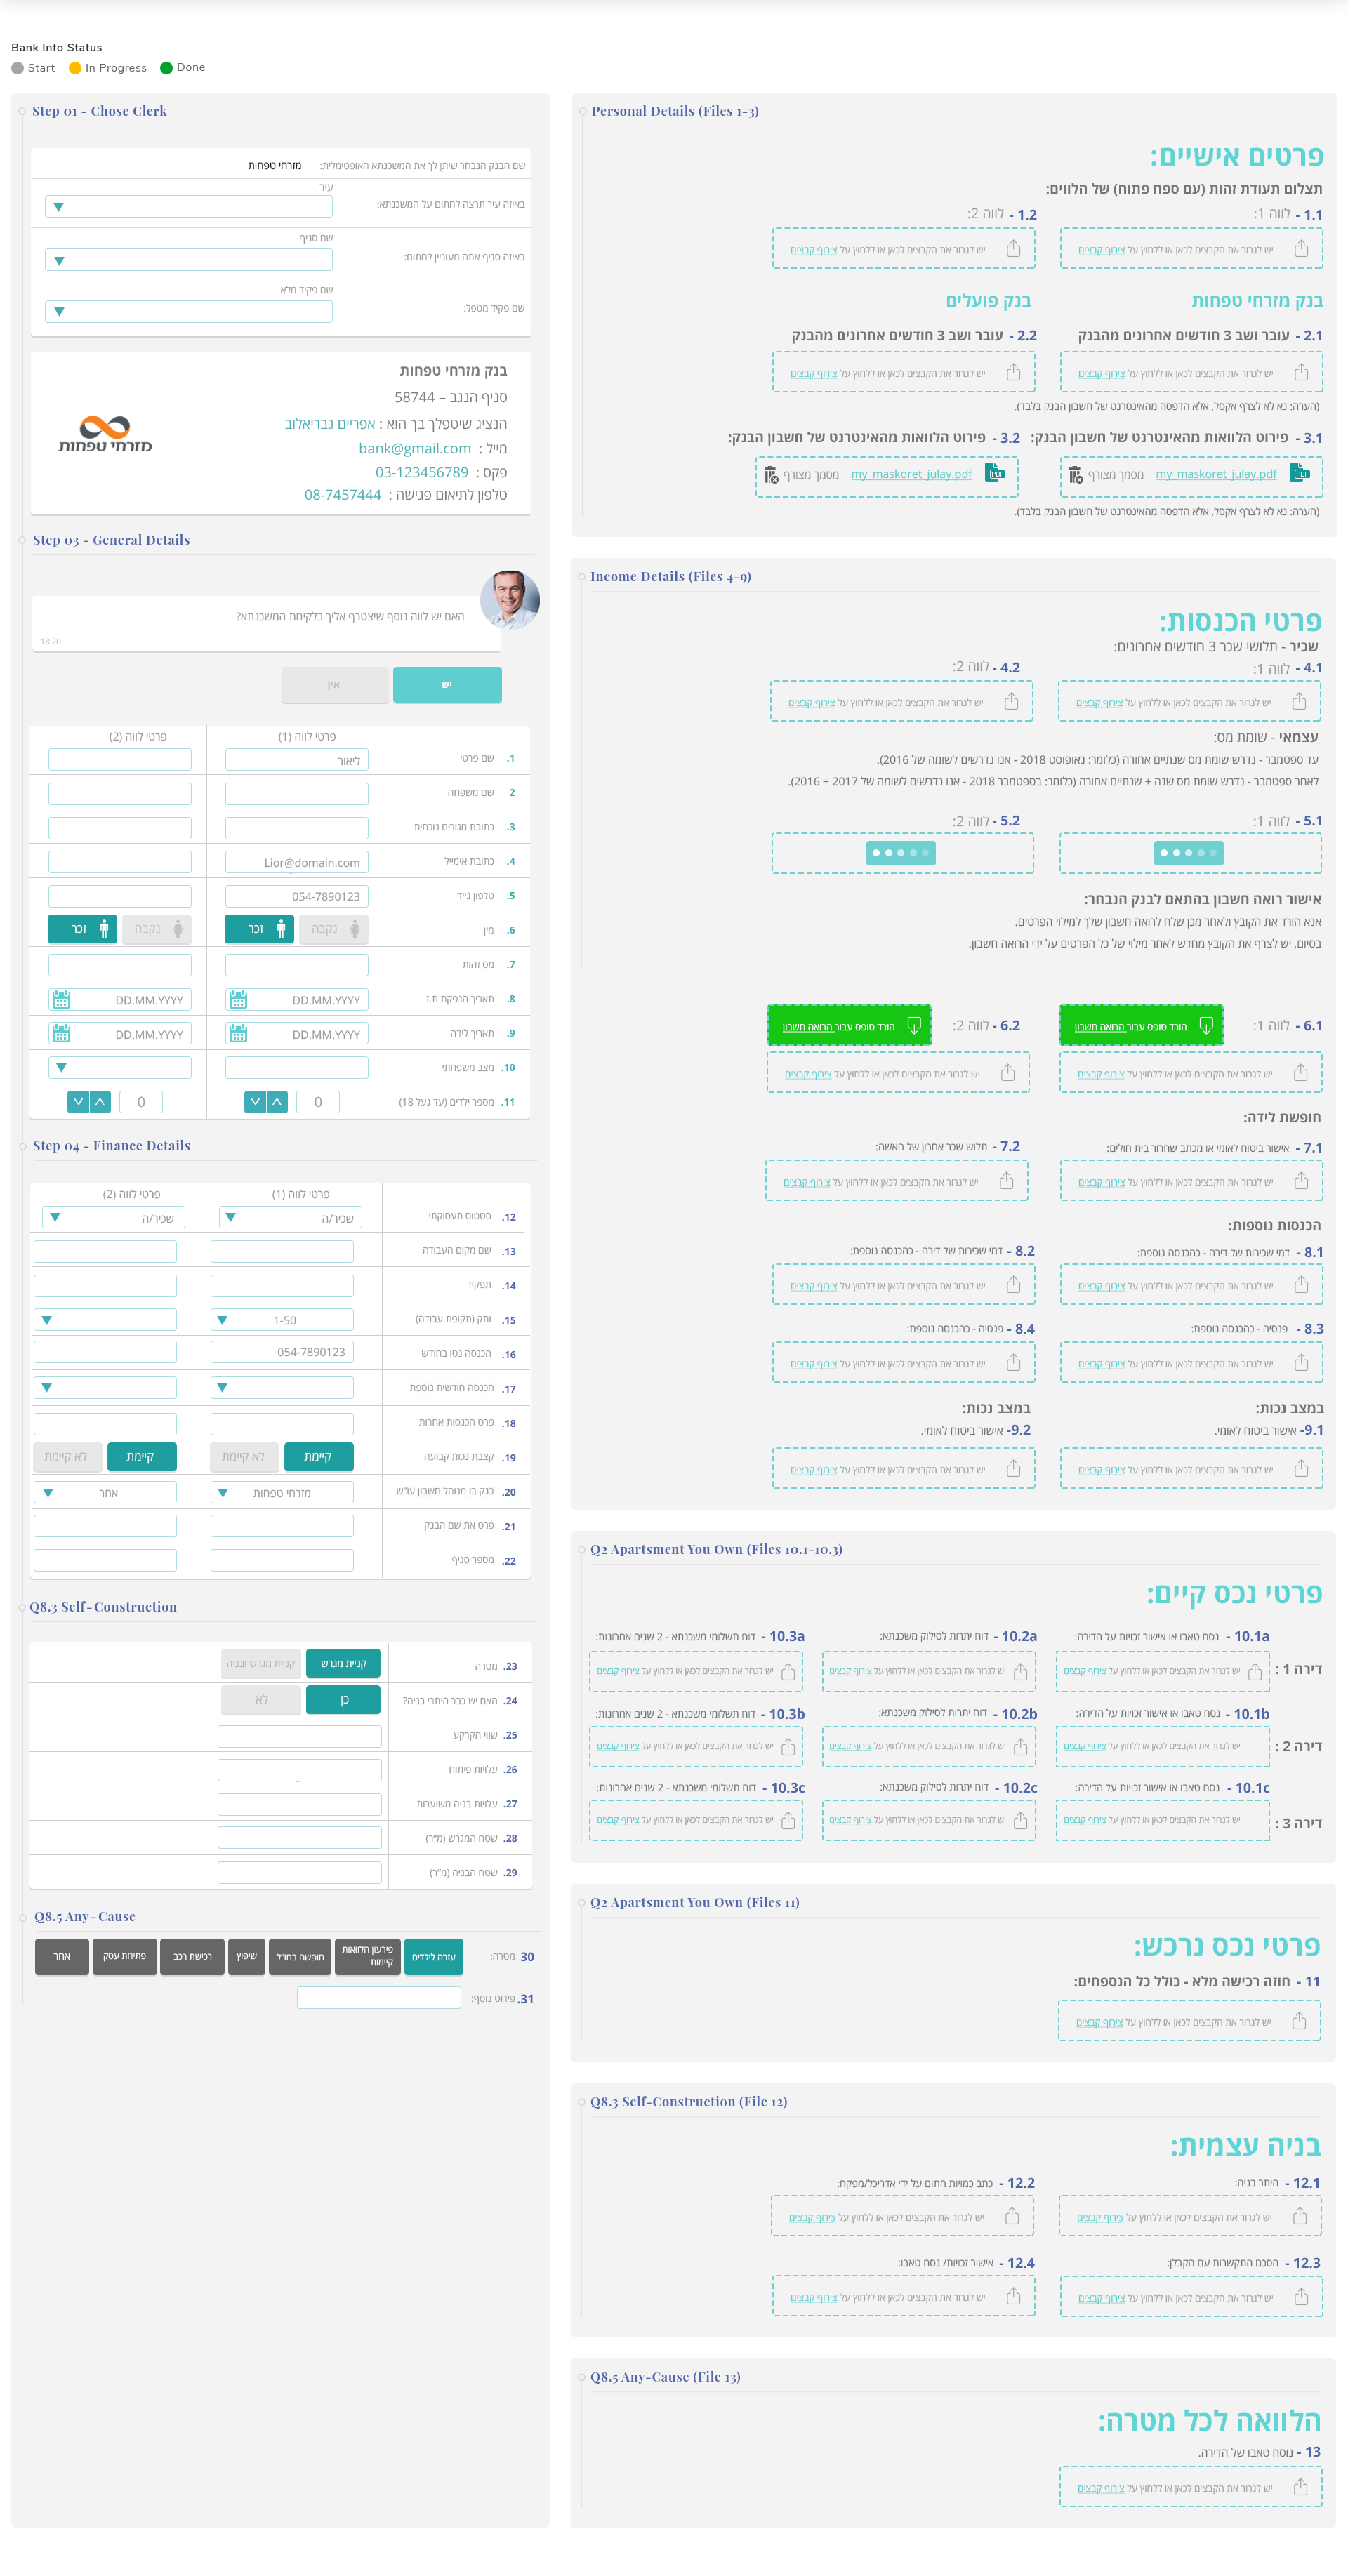 Bank Info Status
Start
In Progress
Done
Step 01 - Chose Clerk
שם הבנק הנבחר שיתן לך את המשכנתא האופטימלית: מזרחי טפחות
עיר
באיזה עיר תרצה לחתום על המשכנתא:
שם סניף
באיזה סניף אתה מעוניין לחתום:
שם פקיד מלא
שם פקיד מטפל:
בנק מזרחי טפחות
סניף הנגב – 58744
הנציג שיטפלך בך הוא : אפריים גבריאלוב
מייל : bank@gmail.com
פקס : 03-123456789
טלפון לתיאום פגישה : 08-7457444
מזרחי טפחות
Step 03 - General Details
האם יש לווה נוסף שיצטרף אליך בלקיחת המשכנתא?
18:20
יש
אין
פרטי לווה (1)
פרטי לווה (2)
1. שם פרטי
ליאור
2 שם משפחה
3. כתובת מגורים נוכחית
4. כתובת אימייל
Lior@domain.com
5. טלפון נייד
054-7890123
6. מין
נקבה
זכר
נקבה
זכר
7. מס זהות
8. תאריך הנפקת ת.ז
DD.MM.YYYY
DD.MM.YYYY
9. תאריך לידה
DD.MM.YYYY
DD.MM.YYYY
10. מצב משפחתי
11. מספר ילדים (עד געל 18)
0
0
Step 04 - Finance Details
פרטי לווה (1)
פרטי לווה (2)
12. סטטוס תעסוקתי
שכיר/ה
שכיר/ה
13. שם מקום העבודה
14. תפקיד
15. ותק (תקופת עבודה)
1-50
16. הכנסה נטו בחודש
054-7890123
17. הכנסה חודשית נוספת
18. פרט הכנסות אחרות
19. קצבת נכות קבועה
קיימת
לא קיימת
קיימת
לא קיימת
20. בנק בו מנוהל חשבון עו"ש
מזרחי טפחות
אחר
21. פרט את שם הבנק
22. מספר סניף
Q8.3 Self-Construction
23. מטרה
קניית מגרש
קניית מגרש ובניה
24. האם יש כבר היתרי בניה?
כן
לא
25. שווי הקרקע
26. עלויות פיתוח
27. עלויות בניה משוערות
28. שטח המגרש (מ"ר)
29. שטח הבניה (מ"ר)
Q8.5 Any-Cause
30 מטרה:
עזרה לילדים
פירעון הלוואות
קיימות
חופשה בחו"ל
שיפוץ
רכישת רכב
פתיחת עסק
אחר
31. פירוט נוסף:
Personal Details (Files 1-3)
פרטים אישיים:
תצלום תעודת זהות (עם ספח פתוח) של הלווים:
1.1 - לווה 1:
1.2 - לווה 2:
יש לגרור את הקבצים לכאן או ללחוץ על צירוף קבצים
יש לגרור את הקבצים לכאן או ללחוץ על צירוף קבצים
בנק מזרחי טפחות
בנק פועלים
2.1 - עובר ושב 3 חודשים אחרונים מהבנק
2.2 - עובר ושב 3 חודשים אחרונים מהבנק
יש לגרור את הקבצים לכאן או ללחוץ על צירוף קבצים
יש לגרור את הקבצים לכאן או ללחוץ על צירוף קבצים
(הערה: נא לא לצרף אקסל, אלא הדפסה מהאינטרנט של חשבון הבנק בלבד).
3.1 - פירוט הלוואות מהאינטרנט של חשבון הבנק:
3.2 - פירוט הלוואות מהאינטרנט של חשבון הבנק:
PDF my_maskoret_julay.pdf מסמך מצורף
PDF my_maskoret_julay.pdf מסמך מצורף
(הערה: נא לא לצרף אקסל, אלא הדפסה מהאינטרנט של חשבון הבנק בלבד).
Income Details (Files 4-9)
פרטי הכנסות:
שכיר - תלושי שכר 3 חודשים אחרונים:
4.1 - לווה 1:
4.2 - לווה 2:
יש לגרור את הקבצים לכאן או ללחוץ על צירוף קבצים
יש לגרור את הקבצים לכאן או ללחוץ על צירוף קבצים
עצמאי - שומת מס:
עד ספטמבר - נדרש שומת מס שנתיים אחורה (כלומר: נאופוסט 2018 - אנו נדרשים לשומה של 2016).
לאחר ספטמבר - נדרש שומת מס שנה + שנתיים אחורה (כלומר: בספטמבר 2018 - אנו נדרשים לשומה של 2017 + 2016).
5.1 - לווה 1:
5.2 - לווה 2:
אישור רואה חשבון בהתאם לבנק הנבחר:
אנא הורד את הקובץ ולאחר מכן שלח לרואה חשבון שלך למילוי הפרטים.
בסיום, יש לצרף את הקובץ מחדש לאחר מילוי של כל הפרטים על ידי הרואה חשבון.
6.1 - לווה 1:
הורד טופס עבור הרואה חשבון
6.2 - לווה 2:
הורד טופס עבור הרואה חשבון
יש לגרור את הקבצים לכאן או ללחוץ על צירוף קבצים
יש לגרור את הקבצים לכאן או ללחוץ על צירוף קבצים
חופשת לידה:
7.1 - אישור ביטוח לאומי או מכתב שחרור בית חולים:
7.2 - תלוש שכר אחרון של האשה:
יש לגרור את הקבצים לכאן או ללחוץ על צירוף קבצים
יש לגרור את הקבצים לכאן או ללחוץ על צירוף קבצים
הכנסות נוספות:
8.1 - דמי שכירות של דירה - כהכנסה נוספת:
8.2 - דמי שכירות של דירה - כהכנסה נוספת:
יש לגרור את הקבצים לכאן או ללחוץ על צירוף קבצים
יש לגרור את הקבצים לכאן או ללחוץ על צירוף קבצים
8.3 - פנסיה - כהכנסה נוספת:
8.4 - פנסיה - כהכנסה נוספת:
יש לגרור את הקבצים לכאן או ללחוץ על צירוף קבצים
יש לגרור את הקבצים לכאן או ללחוץ על צירוף קבצים
במצב נכות:
במצב נכות:
9.1- אישור ביטוח לאומי.
9.2- אישור ביטוח לאומי.
יש לגרור את הקבצים לכאן או ללחוץ על צירוף קבצים
יש לגרור את הקבצים לכאן או ללחוץ על צירוף קבצים
Q2 Apartsment You Own (Files 10.1-10.3)
פרטי נכס קיים:
10.1a - נסח טאבו או אישור זכויות על הדירה:
10.2a - דוח יתרות לסילוק משכנתא:
10.3a - דוח תשלומי משכנתא - 2 שנים אחרונות:
דירה 1 :
יש לגרור את הקבצים לכאן או ללחוץ על צירוף קבצים
יש לגרור את הקבצים לכאן או ללחוץ על צירוף קבצים
יש לגרור את הקבצים לכאן או ללחוץ על צירוף קבצים
10.1b - נסח טאבו או אישור זכויות על הדירה:
10.2b - דוח יתרות לסילוק משכנתא:
10.3b - דוח תשלומי משכנתא - 2 שנים אחרונות:
דירה 2 :
יש לגרור את הקבצים לכאן או ללחוץ על צירוף קבצים
יש לגרור את הקבצים לכאן או ללחוץ על צירוף קבצים
יש לגרור את הקבצים לכאן או ללחוץ על צירוף קבצים
10.1c - נסח טאבו או אישור זכויות על הדירה:
10.2c - דוח יתרות לסילוק משכנתא:
10.3c - דוח תשלומי משכנתא - 2 שנים אחרונות:
דירה 3 :
יש לגרור את הקבצים לכאן או ללחוץ על צירוף קבצים
יש לגרור את הקבצים לכאן או ללחוץ על צירוף קבצים
יש לגרור את הקבצים לכאן או ללחוץ על צירוף קבצים
Q2 Apartsment You Own (Files 11)
פרטי נכס נרכש:
11 - חוזה רכישה מלא - כולל כל הנספחים:
יש לגרור את הקבצים לכאן או ללחוץ על צירוף קבצים
Q8.3 Self-Construction (File 12)
בניה עצמית:
12.1 - היתר בניה:
12.2 - כתב כמויות חתום על ידי אדריכל/מפקח:
יש לגרור את הקבצים לכאן או ללחוץ על צירוף קבצים
יש לגרור את הקבצים לכאן או ללחוץ על צירוף קבצים
12.3 - הסכם התקשרות עם הקבלן:
12.4 - אישור זכויות/ נסח טאבו:
יש לגרור את הקבצים לכאן או ללחוץ על צירוף קבצים
יש לגרור את הקבצים לכאן או ללחוץ על צירוף קבצים
Q8.5 Any-Cause (File 13)
הלוואה לכל מטרה:
13 - נוסח טאבו של הדירה.
יש לגרור את הקבצים לכאן או ללחוץ על צירוף קבצים